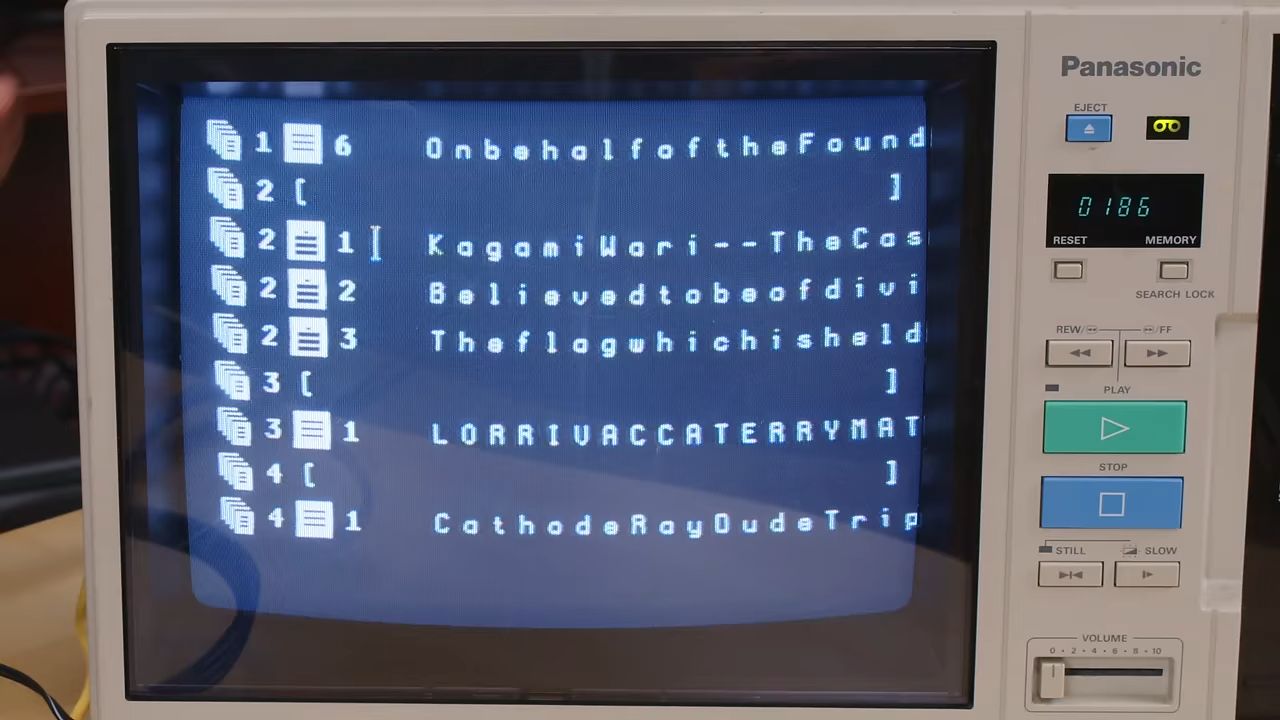 1 6 OnbehalfoftheFound
2 [ ]
2 1 KagamiWari--TheCas
2 2 Believedtobeofdivi
2 3 Theflagwhichisheld
3 [ ]
3 1 LORRIVACCATERRYMAT
4 [ ]
4 1 CathodeRayDudeTrip
Panasonic
EJECT
0186
RESET MEMORY
SEARCH LOCK
REW/ /FF
PLAY
STOP
STILL SLOW
VOLUME
0 · 2 · 4 · 6 · 8 · 10